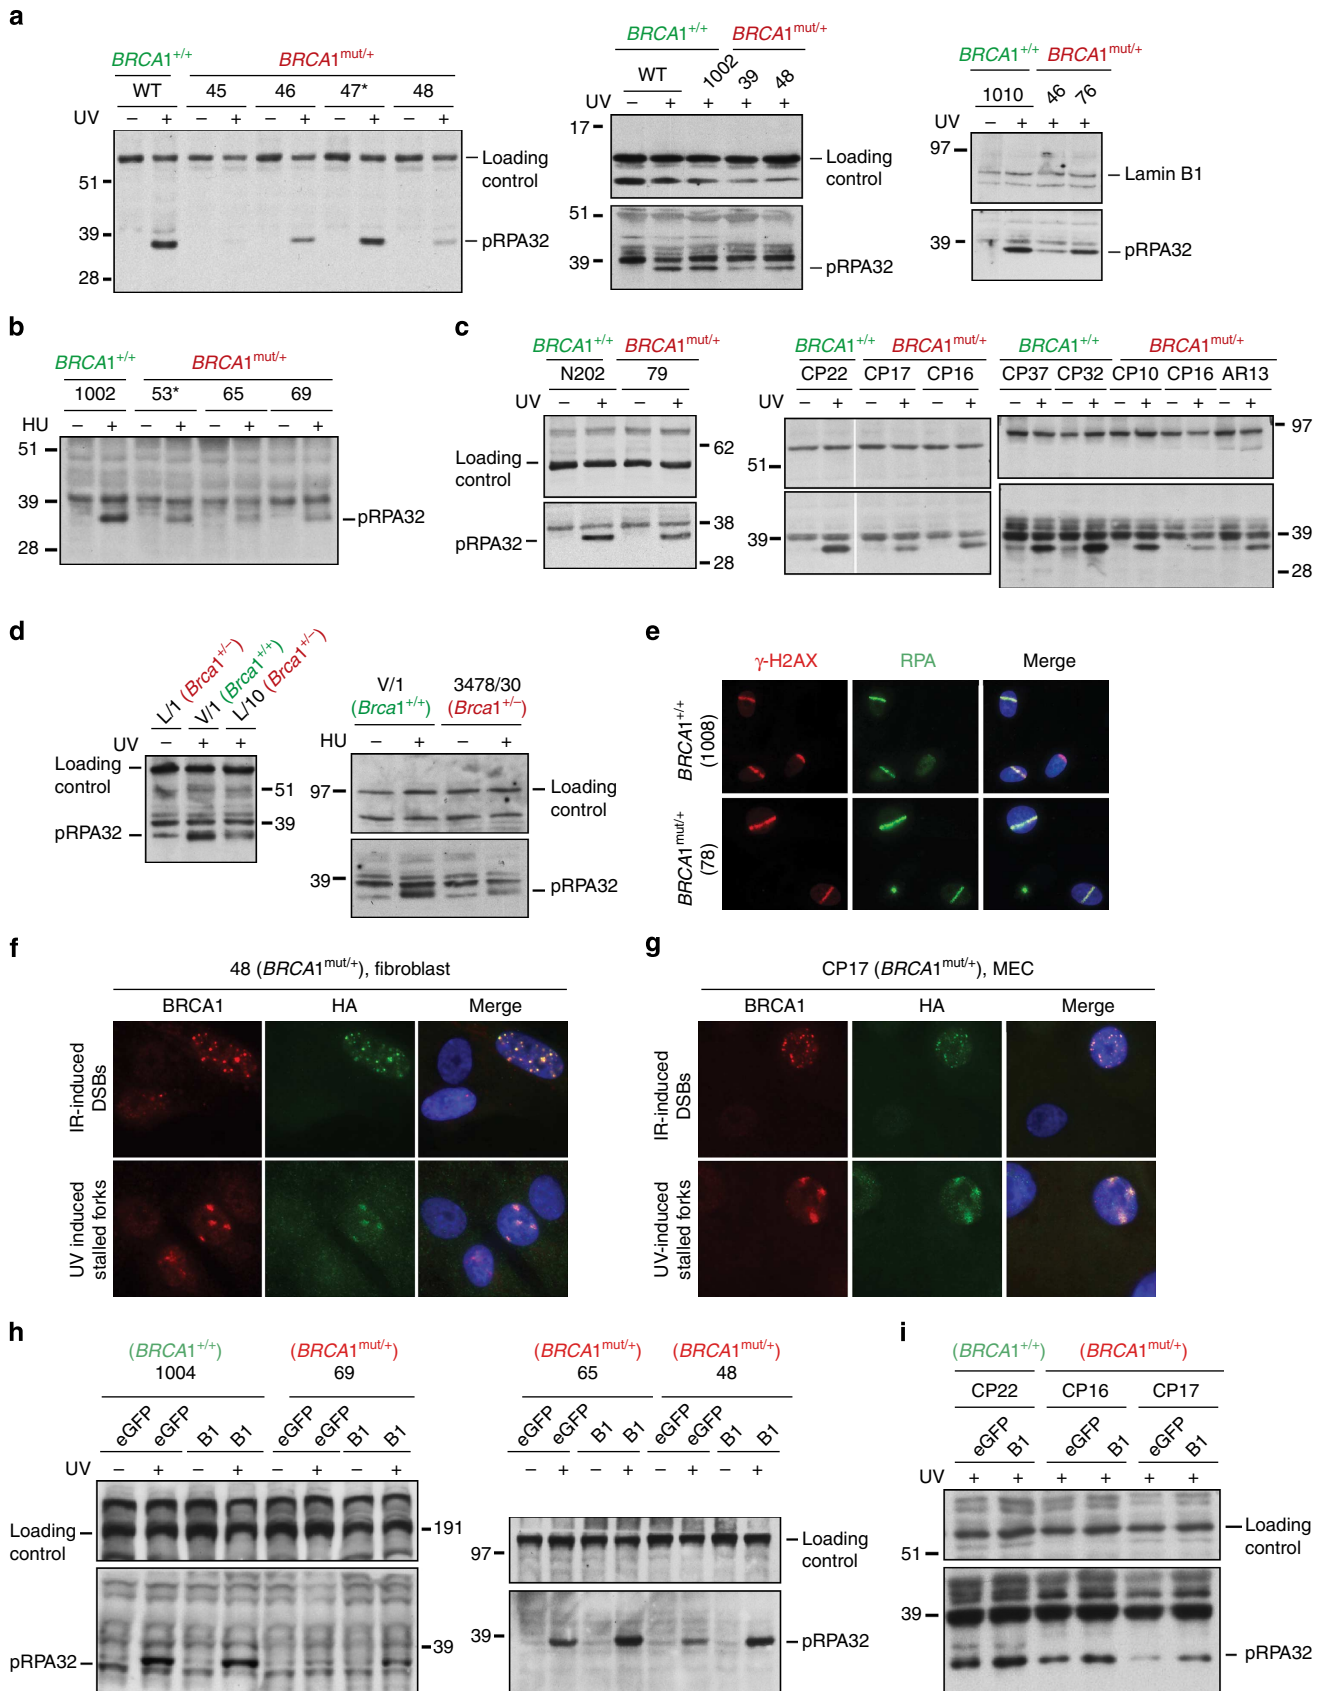 a
BRCA1+/+ BRCA1mut/+
WT 45 46 47* 48
UV – + – + – + – + – +
Loading control
51
39
28
pRPA32
BRCA1+/+ BRCA1mut/+
WT 1002 39 48
UV – + + + +
17
Loading control
51
39
pRPA32
BRCA1+/+ BRCA1mut/+
1010 46 76
UV – + + +
97
Lamin B1
39
pRPA32
b
BRCA1+/+ BRCA1mut/+
1002 53* 65 69
HU – + – + – + – +
51
39
28
pRPA32
c
BRCA1+/+ BRCA1mut/+
N202 79
UV – + – +
Loading control
62
pRPA32
38
28
BRCA1+/+ BRCA1mut/+
CP22 CP17 CP16
UV – + – + – +
51
39
BRCA1+/+ BRCA1mut/+
CP37 CP32 CP10 CP16 AR13
– + – + – + – + – +
97
39
28
d
L/1 (Brca1+/–)
V/1 (Brca1+/+)
L/10 (Brca1+/–)
UV – + +
Loading control
51
39
pRPA32
V/1 3478/30
(Brca1+/+) (Brca1+/–)
HU – + – +
97
Loading control
39
pRPA32
e
γ-H2AX RPA Merge
BRCA1+/+
(1008)
BRCA1mut/+
(78)
f
48 (BRCA1mut/+), fibroblast
BRCA1 HA Merge
IR-induced
DSBs
UV induced
stalled forks
g
CP17 (BRCA1mut/+), MEC
BRCA1 HA Merge
IR-induced
DSBs
UV-induced
stalled forks
h
(BRCA1+/+) (BRCA1mut/+)
1004 69
eGFP eGFP B1 B1 eGFP eGFP B1 B1
UV – + – + – + – +
Loading control
191
39
pRPA32
(BRCA1mut/+) (BRCA1mut/+)
65 48
eGFP eGFP B1 B1 eGFP eGFP B1 B1
– + – + – + – +
97
Loading control
39
pRPA32
i
(BRCA1+/+) (BRCA1mut/+)
CP22 CP16 CP17
eGFP B1 eGFP B1 eGFP B1
UV + + + + + +
Loading control
51
39
pRPA32